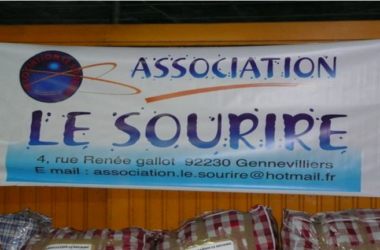 ASSOCIATION
LE SOURIRE
4, rue Renée gallot 92230 Gennevilliers
E mail : association.le.sourire@hotmail.fr